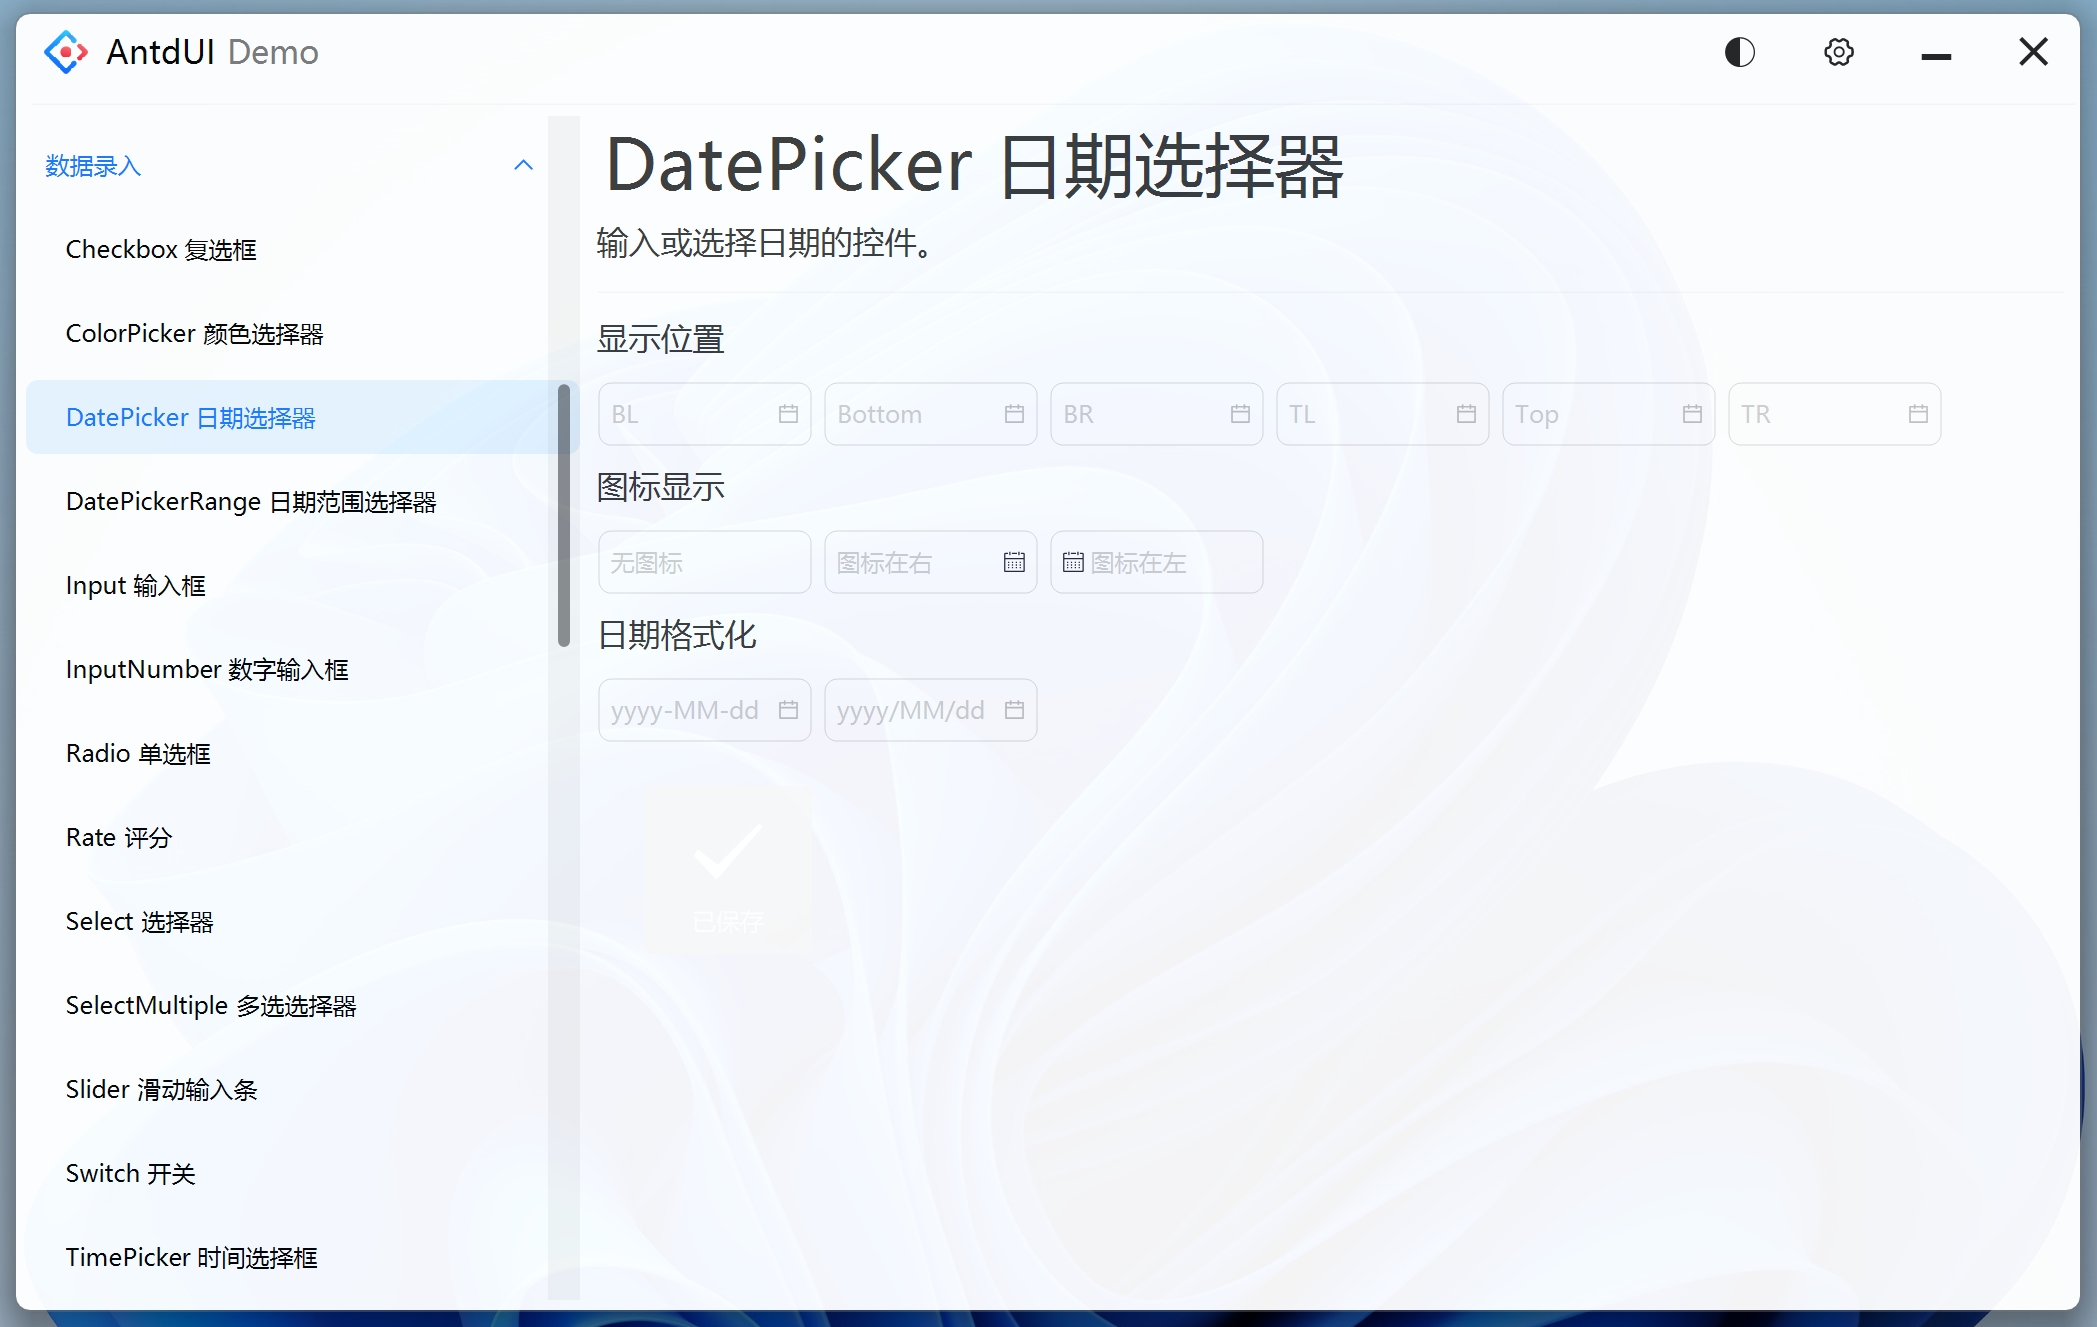 AntdUI Demo
数据录入
Checkbox 复选框
ColorPicker 颜色选择器
DatePicker 日期选择器
DatePickerRange 日期范围选择器
Input 输入框
InputNumber 数字输入框
Radio 单选框
Rate 评分
Select 选择器
SelectMultiple 多选选择器
Slider 滑动输入条
Switch 开关
TimePicker 时间选择框
DatePicker 日期选择器
输入或选择日期的控件。
显示位置
BL Bottom BR TL Top TR
图标显示
无图标 图标在右 图标在左
日期格式化
yyyy-MM-dd yyyy/MM/dd
已保存